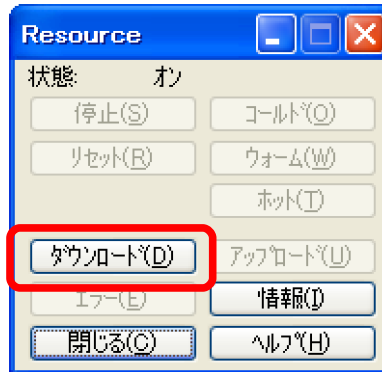 Resource
状態: オン
停止(S) コールド(O)
リセット(R) ウォーム(W)
ホット(T)
ダウンロード(D) アップロード(U)
エラー(E) 情報(I)
閉じる(C) ヘルプ(H)